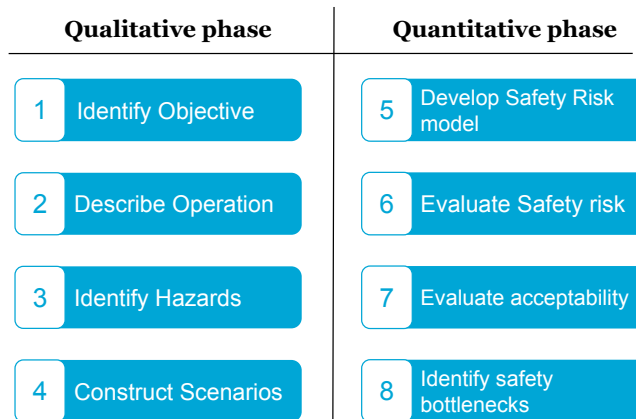 Qualitative phase
1 Identify Objective
2 Describe Operation
3 Identify Hazards
4 Construct Scenarios
Quantitative phase
5 Develop Safety Risk
model
6 Evaluate Safety risk
7 Evaluate acceptability
8 Identify safety
bottlenecks